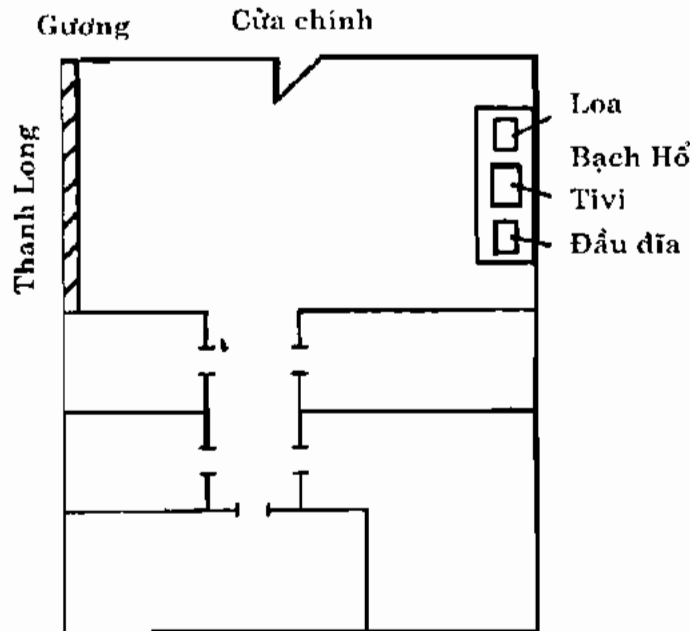 Gương
Cửa chính
Thanh Long
Loa
Bạch Hổ
Tivi
Đầu đĩa